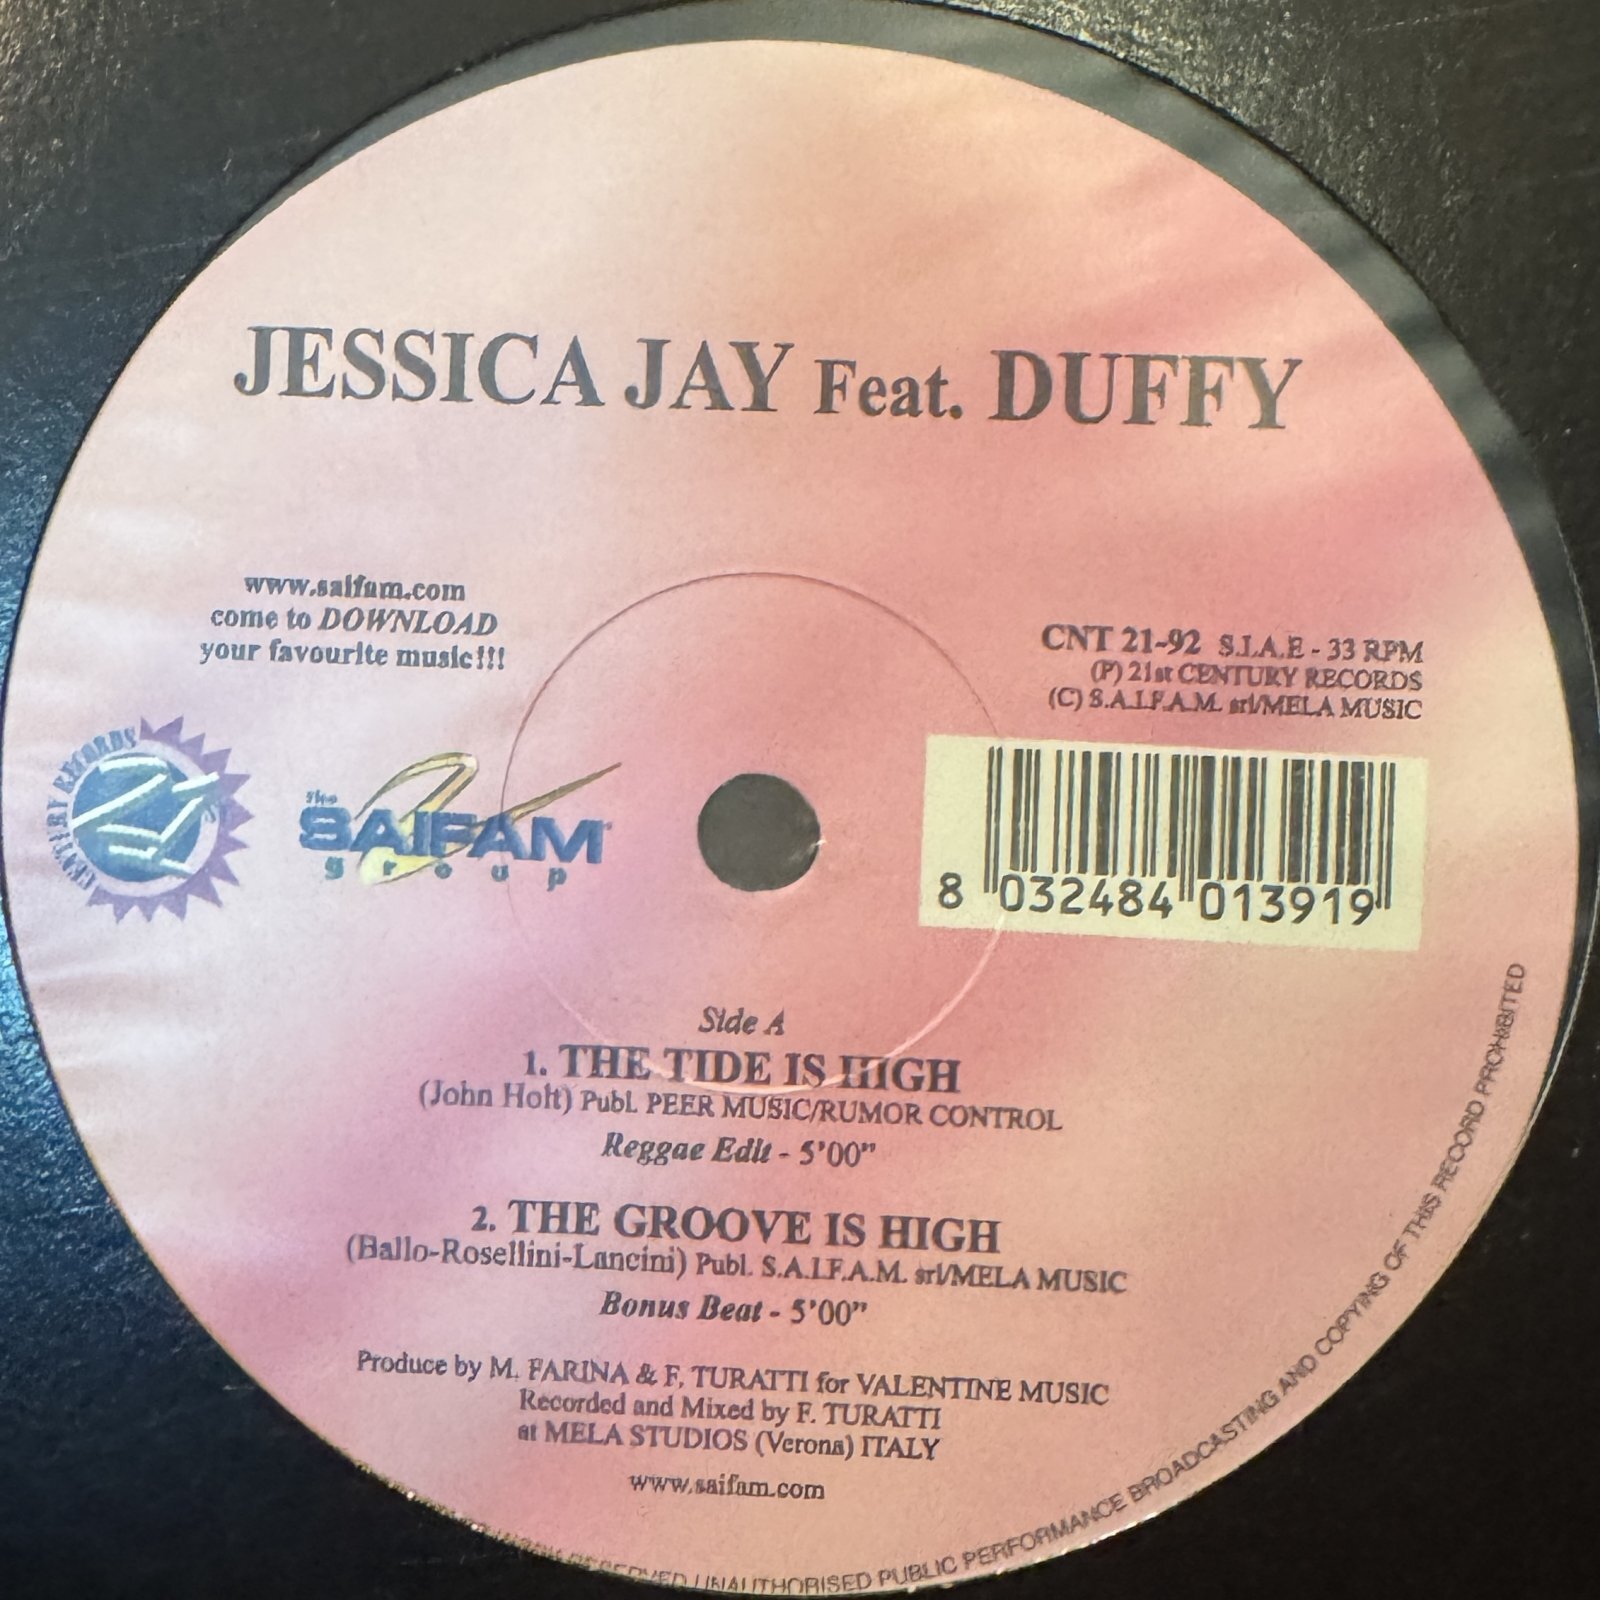 JESSICA JAY Feat. DUFFY
www.saifam.com
come to DOWNLOAD
your favourite music!!!
CNT 21-92 S.I.A.E - 33 RPM
(P) 21st CENTURY RECORDS
(C) S.A.I.F.A.M. srl/MELA MUSIC
CENTURY RECORDS
the
SAIFAM
group
8 032484 013919
Side A
1. THE TIDE IS HIGH
(John Holt) Publ. PEER MUSIC/RUMOR CONTROL
Reggae Edit - 5'00"
2. THE GROOVE IS HIGH
(Ballo-Rosellini-Lancini) Publ. S.A.I.F.A.M. srl/MELA MUSIC
Bonus Beat - 5'00"
Produce by M. FARINA & F. TURATTI for VALENTINE MUSIC
Recorded and Mixed by F. TURATTI
at MELA STUDIOS (Verona) ITALY
www.saifam.com
RESERVED UNAUTHORISED PUBLIC PERFORMANCE BROADCASTING AND COPYING OF THIS RECORD PROHIBITED